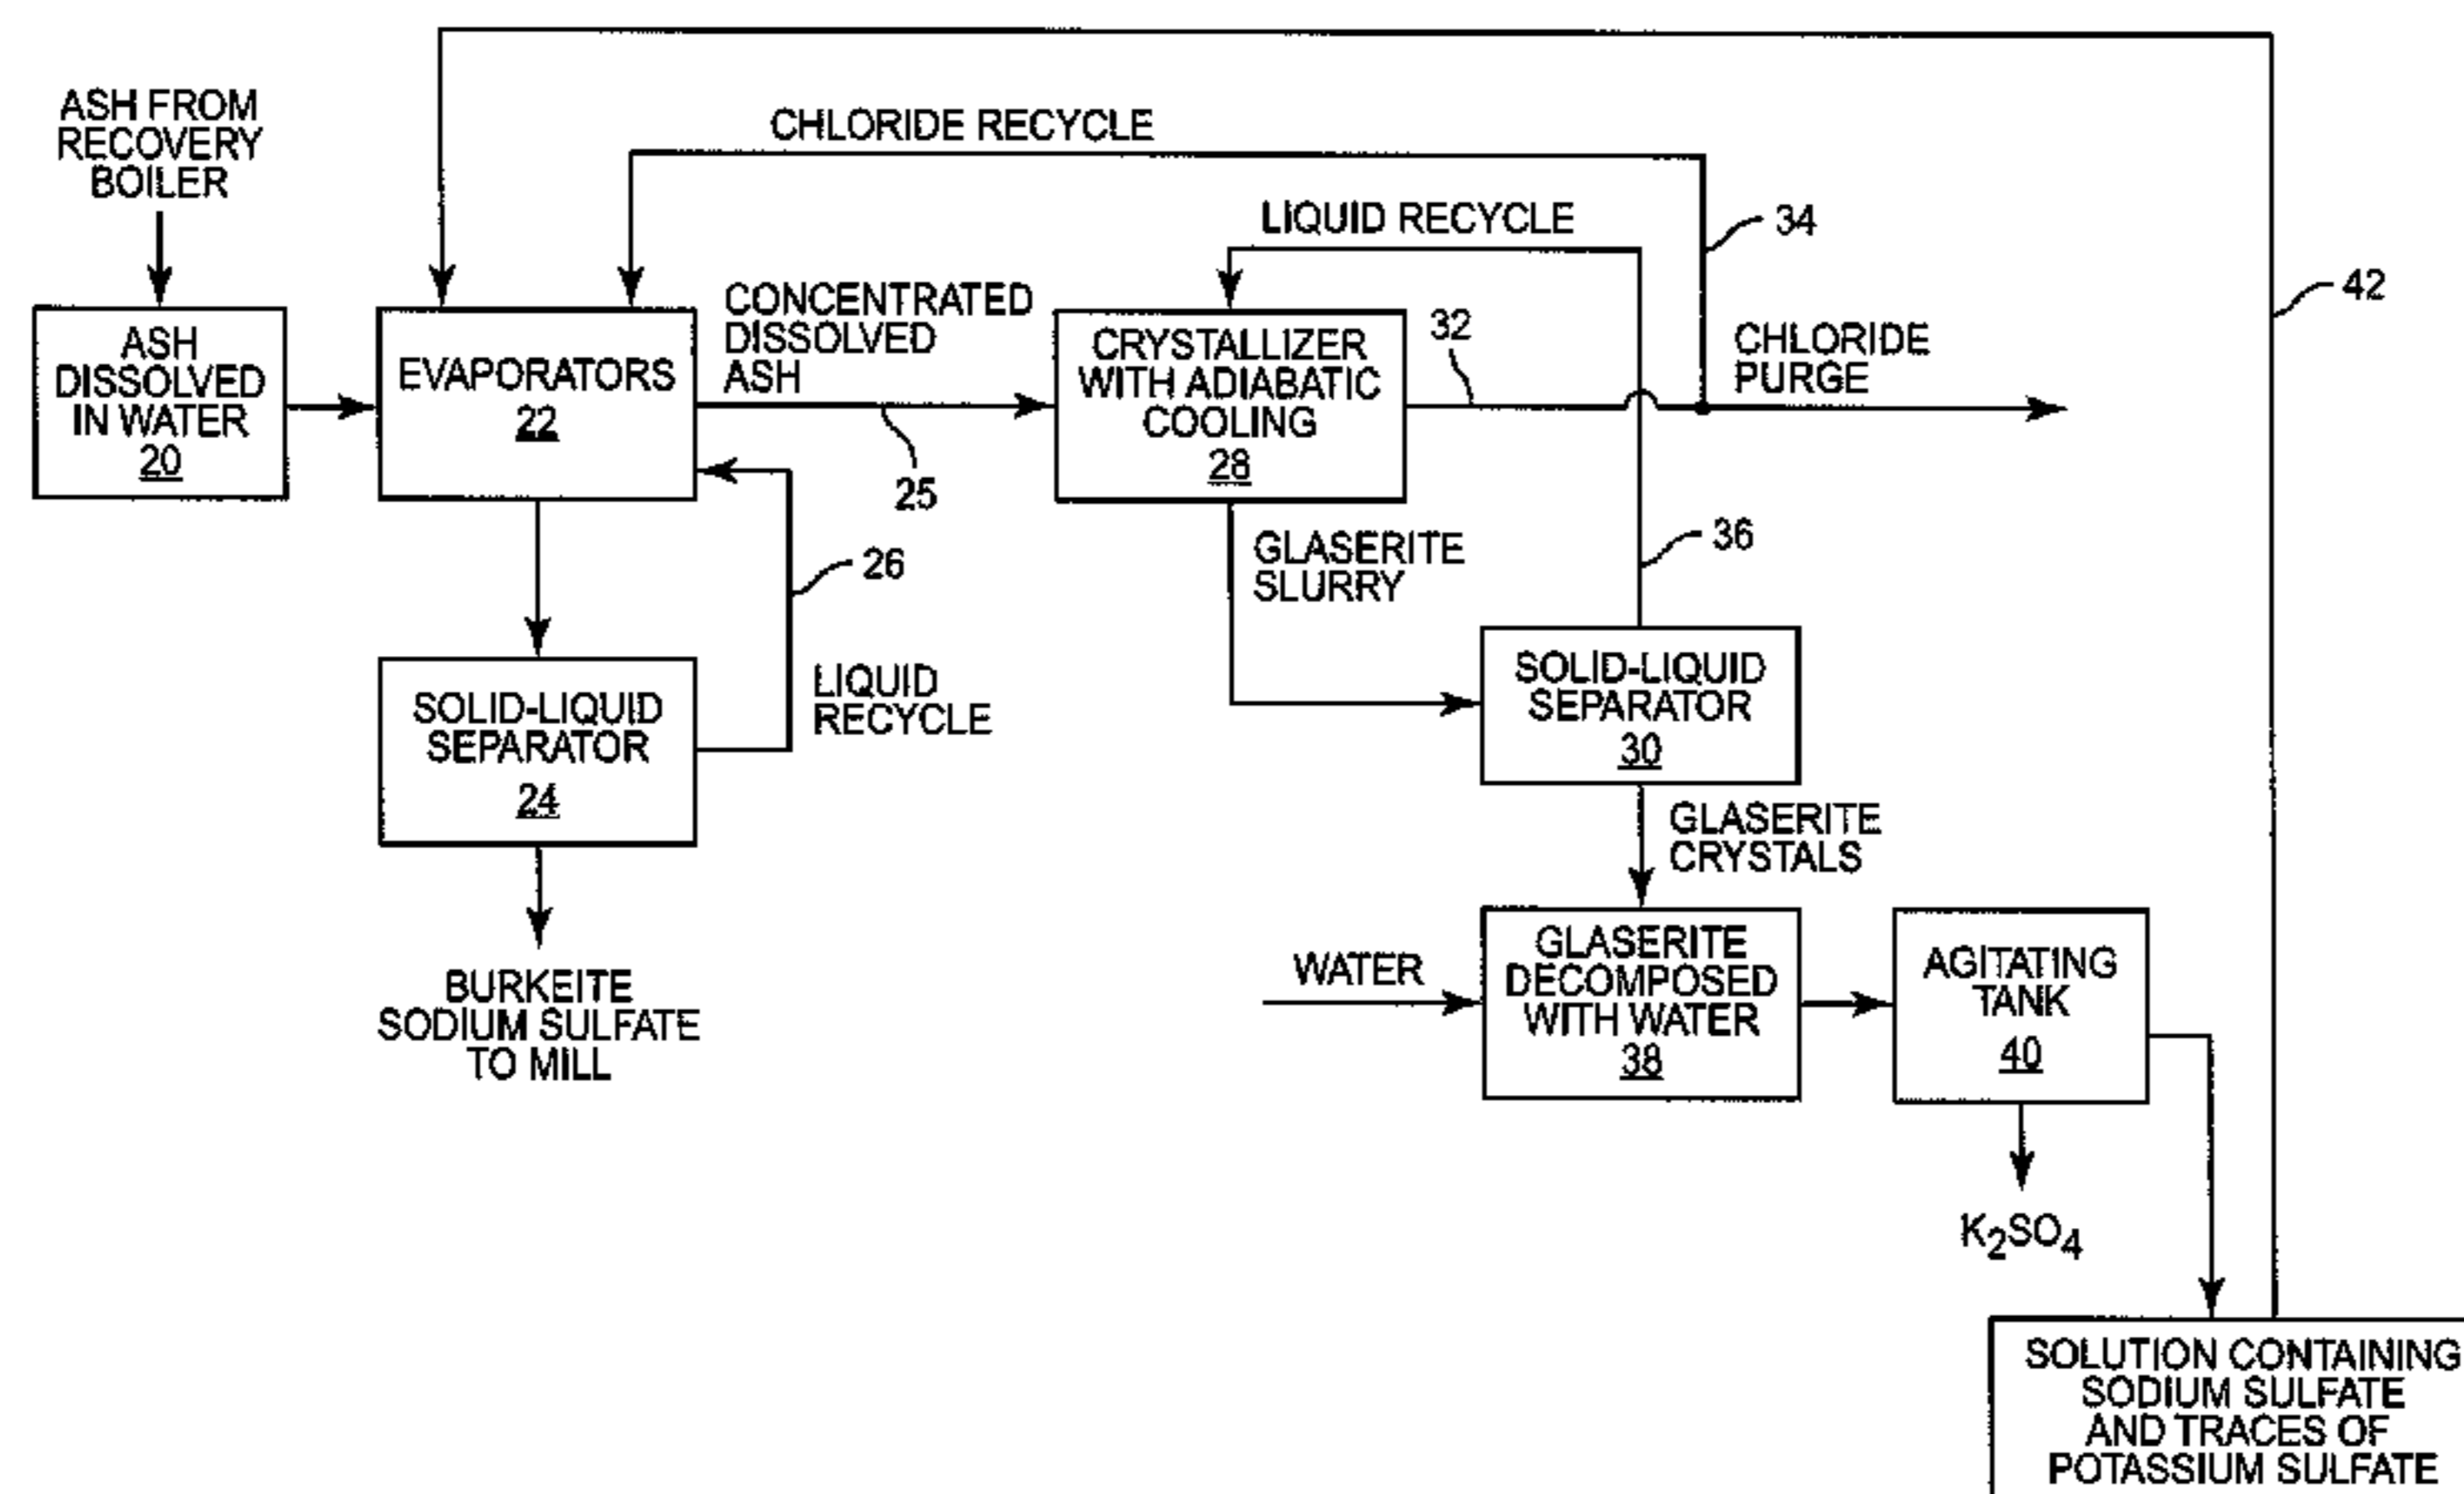 ASH FROM
RECOVERY
BOILER
ASH
DISSOLVED
IN WATER
20
EVAPORATORS
22
CHLORIDE RECYCLE
CONCENTRATED
DISSOLVED
ASH
25
26
LIQUID
RECYCLE
SOLID-LIQUID
SEPARATOR
24
BURKEITE
SODIUM SULFATE
TO MILL
LIQUID RECYCLE
CRYSTALLIZER
WITH ADIABATIC
COOLING
28
32
34
CHLORIDE
PURGE
42
GLASERITE
SLURRY
36
SOLID-LIQUID
SEPARATOR
30
GLASERITE
CRYSTALS
WATER
GLASERITE
DECOMPOSED
WITH WATER
38
AGITATING
TANK
40
K2SO4
SOLUTION CONTAINING
SODIUM SULFATE
AND TRACES OF
POTASSIUM SULFATE